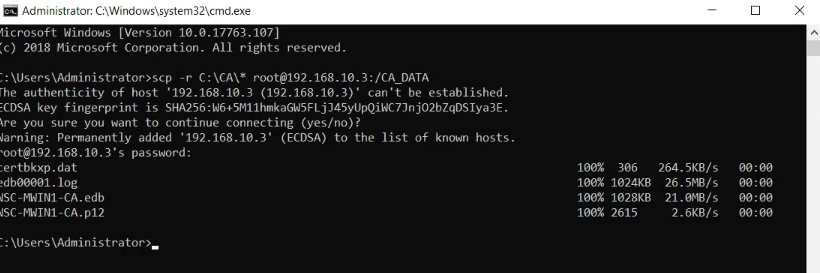 Administrator: C:\Windows\system32\cmd.exe
Microsoft Windows [Version 10.0.17763.107]
(c) 2018 Microsoft Corporation. All rights reserved.
C:\Users\Administrator>scp -r C:\CA\* root@192.168.10.3:/CA_DATA
The authenticity of host '192.168.10.3 (192.168.10.3)' can't be established.
ECDSA key fingerprint is SHA256:W6+5M11hmkaGW5FLjJ45yUpQiWC7JnjO2bZqDSIya3E.
Are you sure you want to continue connecting (yes/no)?
Warning: Permanently added '192.168.10.3' (ECDSA) to the list of known hosts.
root@192.168.10.3's password:
certbkxp.dat 100% 306 264.5KB/s 00:00
edb00001.log 100% 1024KB 26.5MB/s 00:00
WSC-MWIN1-CA.edb 100% 1028KB 21.0MB/s 00:00
WSC-MWIN1-CA.p12 100% 2615 2.6KB/s 00:00
C:\Users\Administrator>